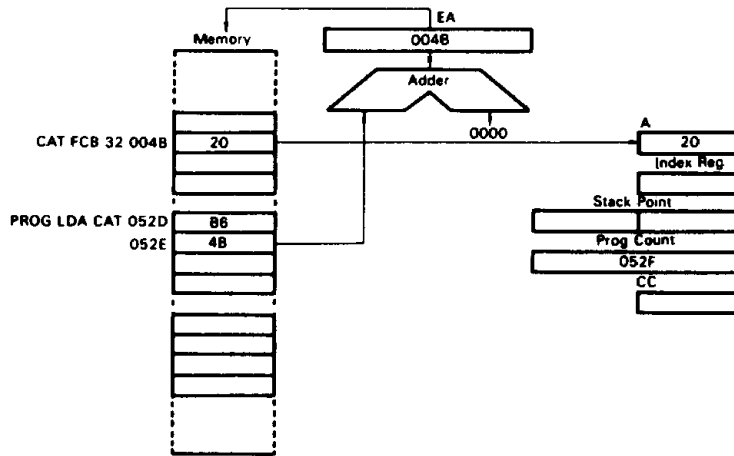 EA
Memory
004B
Adder
0000
A
CAT FCB 32 004B
20
20
Index Reg
Stack Point
PROG LDA CAT 052D
B6
052E
4B
Prog Count
052F
CC